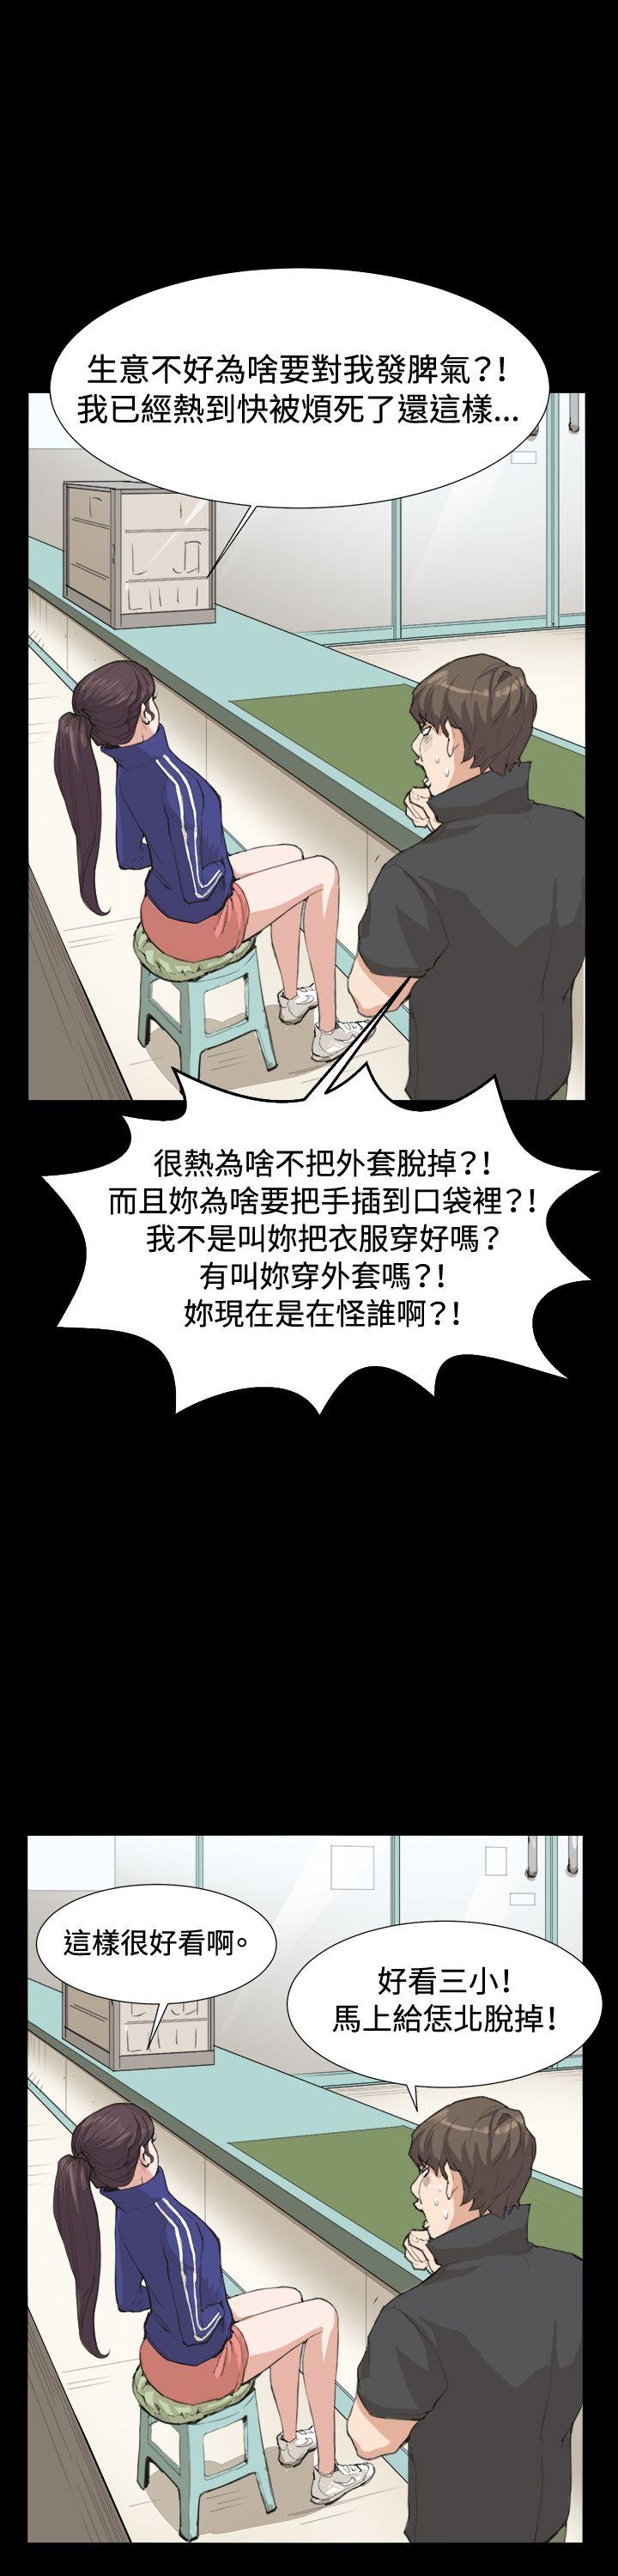 生意不好為啥要對我發脾氣?!
我已經熱到快被煩死了還這樣...
很熱為啥不把外套脫掉?!
而且妳為啥要把手插到口袋裡?!
我不是叫妳把衣服穿好嗎?
有叫妳穿外套嗎?!
妳現在是在怪誰啊?!
這樣很好看啊。
好看三小!
馬上給恁北脫掉!